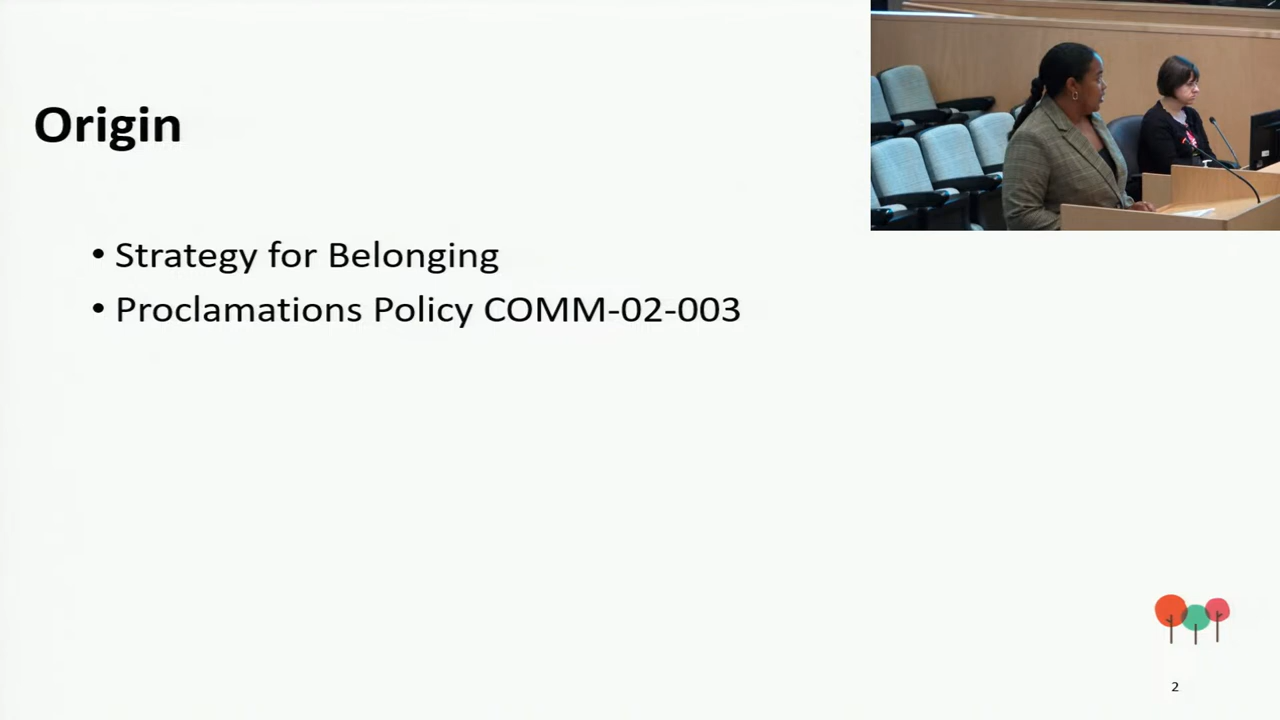 Origin
• Strategy for Belonging
• Proclamations Policy COMM-02-003
2